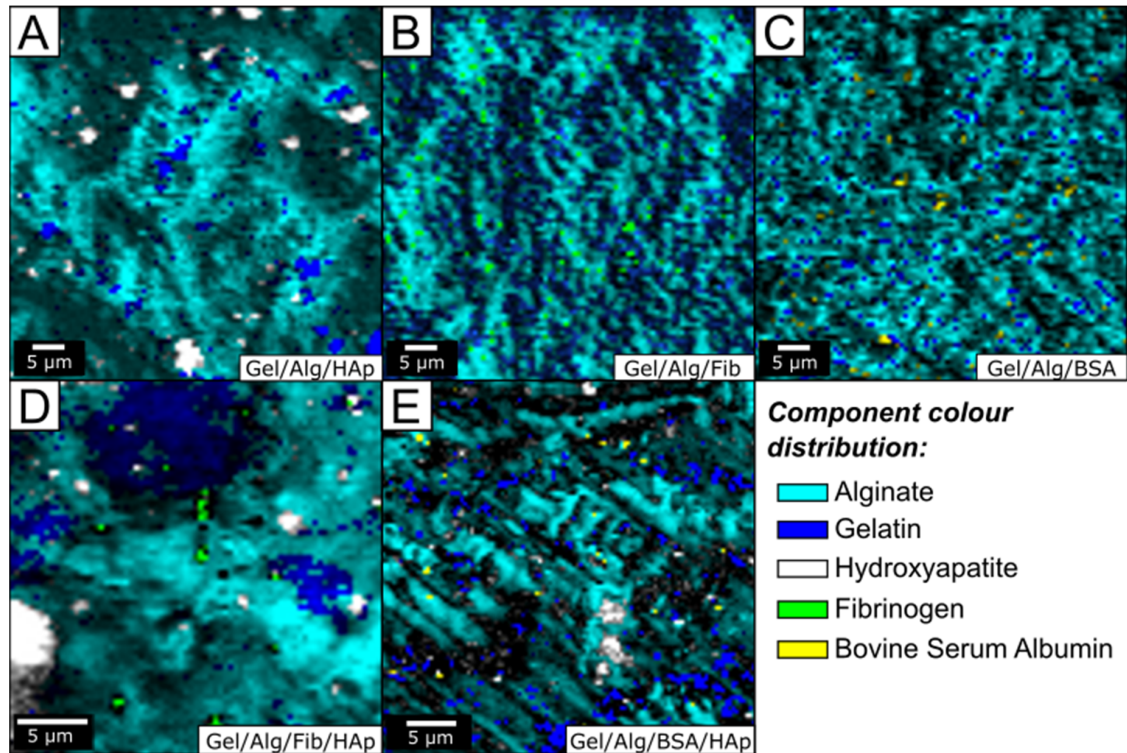 A
B
C
5 µm
Gel/Alg/HAp
5 µm
Gel/Alg/Fib
5 µm
Gel/Alg/BSA
D
E
5 µm
Gel/Alg/Fib/HAp
5 µm
Gel/Alg/BSA/HAp
Component colour
distribution:
Alginate
Gelatin
Hydroxyapatite
Fibrinogen
Bovine Serum Albumin